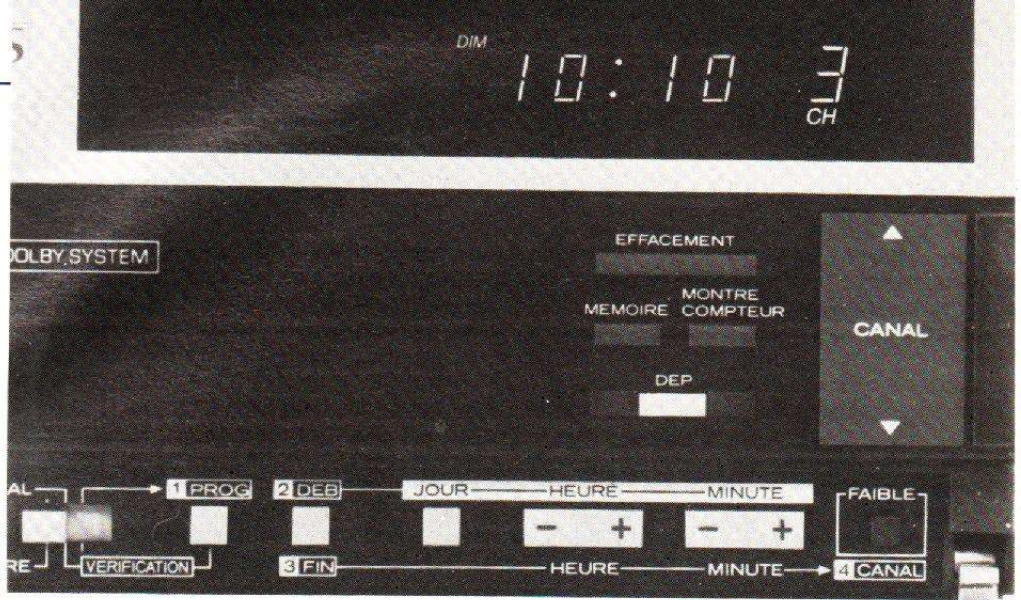 DIM
10:10 3
CH
DOLBY SYSTEM
EFFACEMENT
MEMOIRE
MONTRE
COMPTEUR
DEP
CANAL
1 PROG
2 DEB
JOUR HEURE MINUTE
FAIBLE
- +
- +
VERIFICATION
3 FIN
HEURE MINUTE
4 CANAL